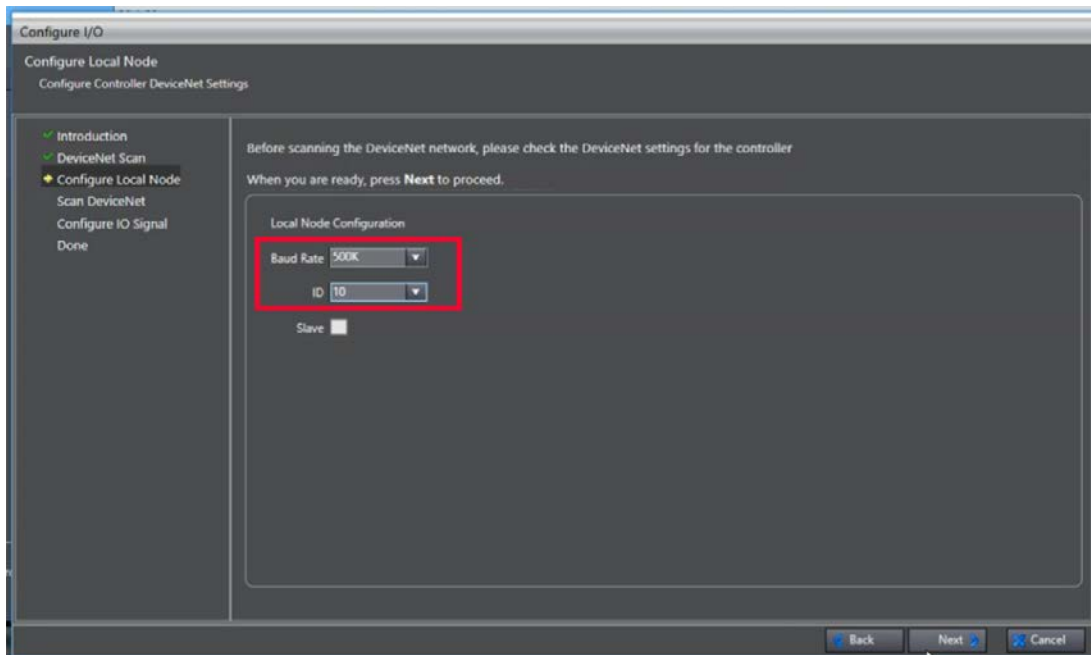 Configure I/O
Configure Local Node
Configure Controller DeviceNet Settings
Introduction
DeviceNet Scan
Configure Local Node
Scan DeviceNet
Configure IO Signal
Done
Before scanning the DeviceNet network, please check the DeviceNet settings for the controller
When you are ready, press Next to proceed.
Local Node Configuration
Baud Rate 500K
ID 10
Slave
Back Next Cancel